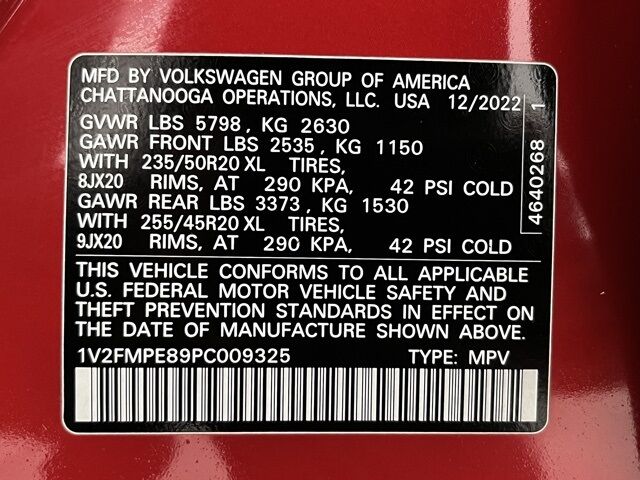 MFD BY VOLKSWAGEN GROUP OF AMERICA
CHATTANOOGA OPERATIONS, LLC. USA 12/2022
GVWR LBS 5798, KG 2630
GAWR FRONT LBS 2535, KG 1150
WITH 235/50R20 XL TIRES,
8JX20 RIMS, AT 290 KPA, 42 PSI COLD
GAWR REAR LBS 3373, KG 1530
WITH 255/45R20 XL TIRES,
9JX20 RIMS, AT 290 KPA, 42 PSI COLD
4640268 1
THIS VEHICLE CONFORMS TO ALL APPLICABLE
U.S. FEDERAL MOTOR VEHICLE SAFETY AND
THEFT PREVENTION STANDARDS IN EFFECT ON
THE DATE OF MANUFACTURE SHOWN ABOVE.
1V2FMPE89PC009325 TYPE: MPV